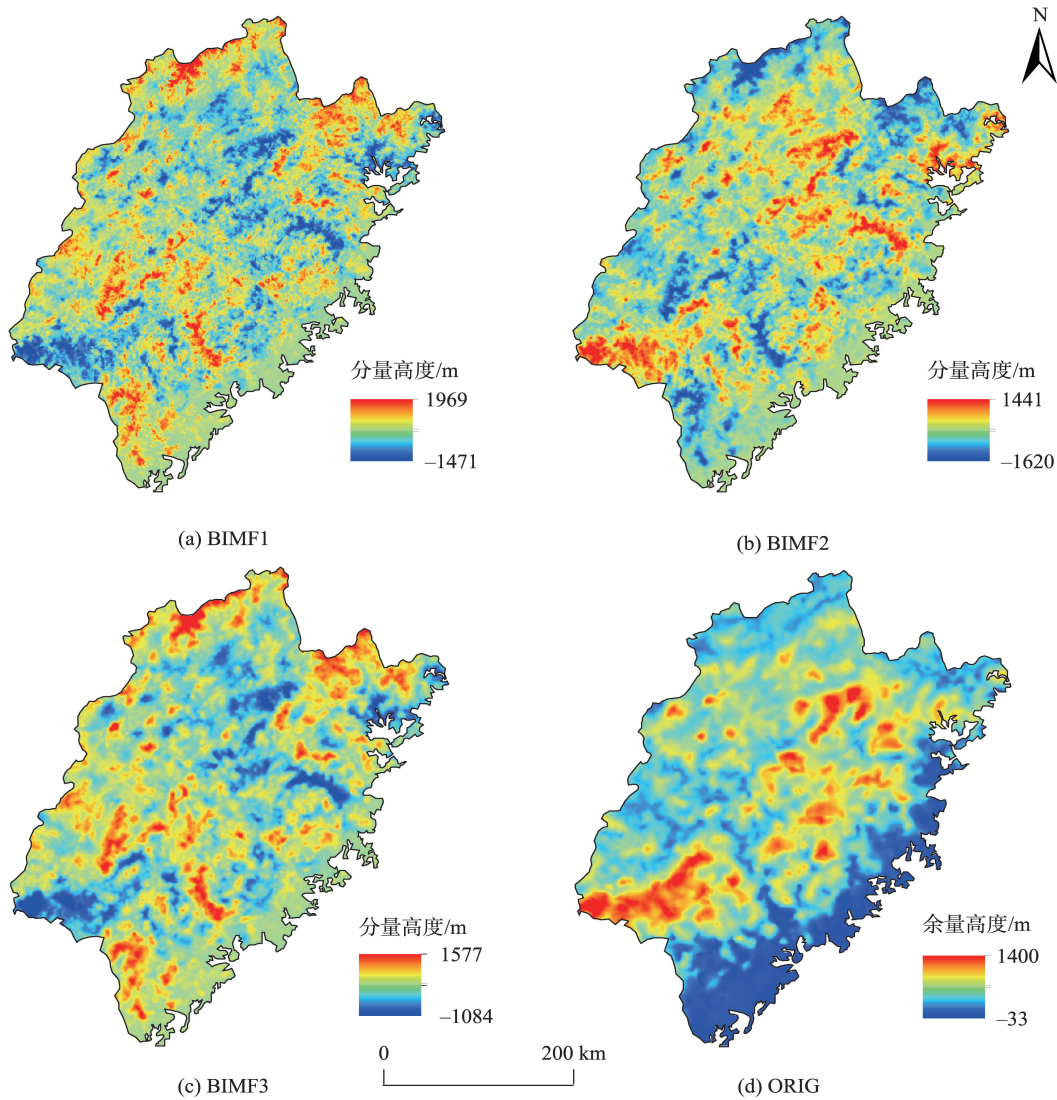 N
分量高度/m
1969
–1471
分量高度/m
1441
–1620
(a) BIMF1
(b) BIMF2
分量高度/m
1577
–1084
余量高度/m
1400
–33
0
200 km
(c) BIMF3
(d) ORIG